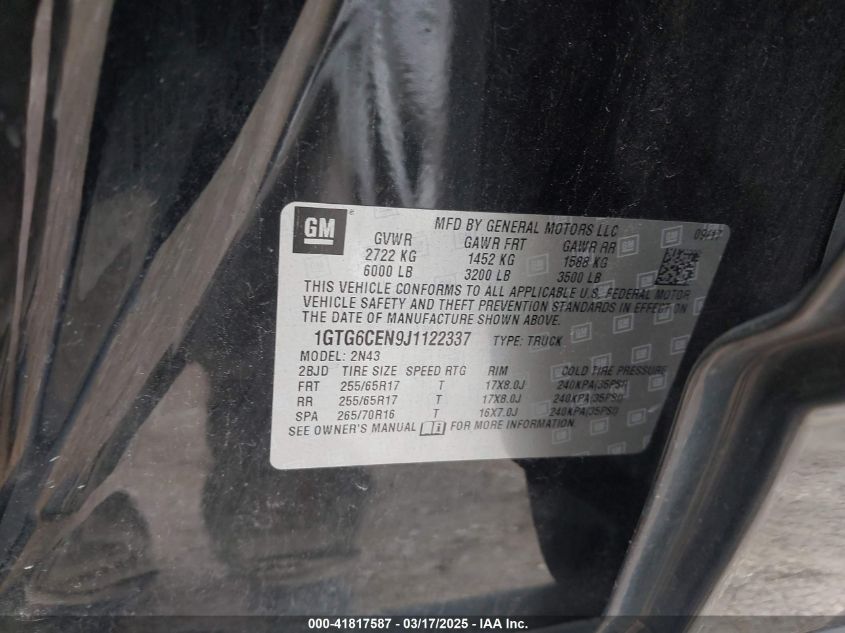 GM
MFD BY GENERAL MOTORS LLC 09/17
GVWR GAWR FRT GAWR RR
2722 KG 1452 KG 1588 KG
6000 LB 3200 LB 3500 LB
THIS VEHICLE CONFORMS TO ALL APPLICABLE U.S. FEDERAL MOTOR
VEHICLE SAFETY AND THEFT PREVENTION STANDARDS IN EFFECT ON
THE DATE OF MANUFACTURE SHOWN ABOVE.
1GTG6CEN9J1122337 TYPE: TRUCK
MODEL: 2N43
2BJD TIRE SIZE SPEED RTG RIM COLD TIRE PRESSURE
FRT 255/65R17 T 17X8.0J 240KPA(35PSI)
RR 255/65R17 T 17X8.0J 240KPA(35PSI)
SPA 265/70R16 T 16X7.0J 240KPA(35PSI)
SEE OWNER'S MANUAL FOR MORE INFORMATION.
000-41817587 - 03/17/2025 - IAA Inc.